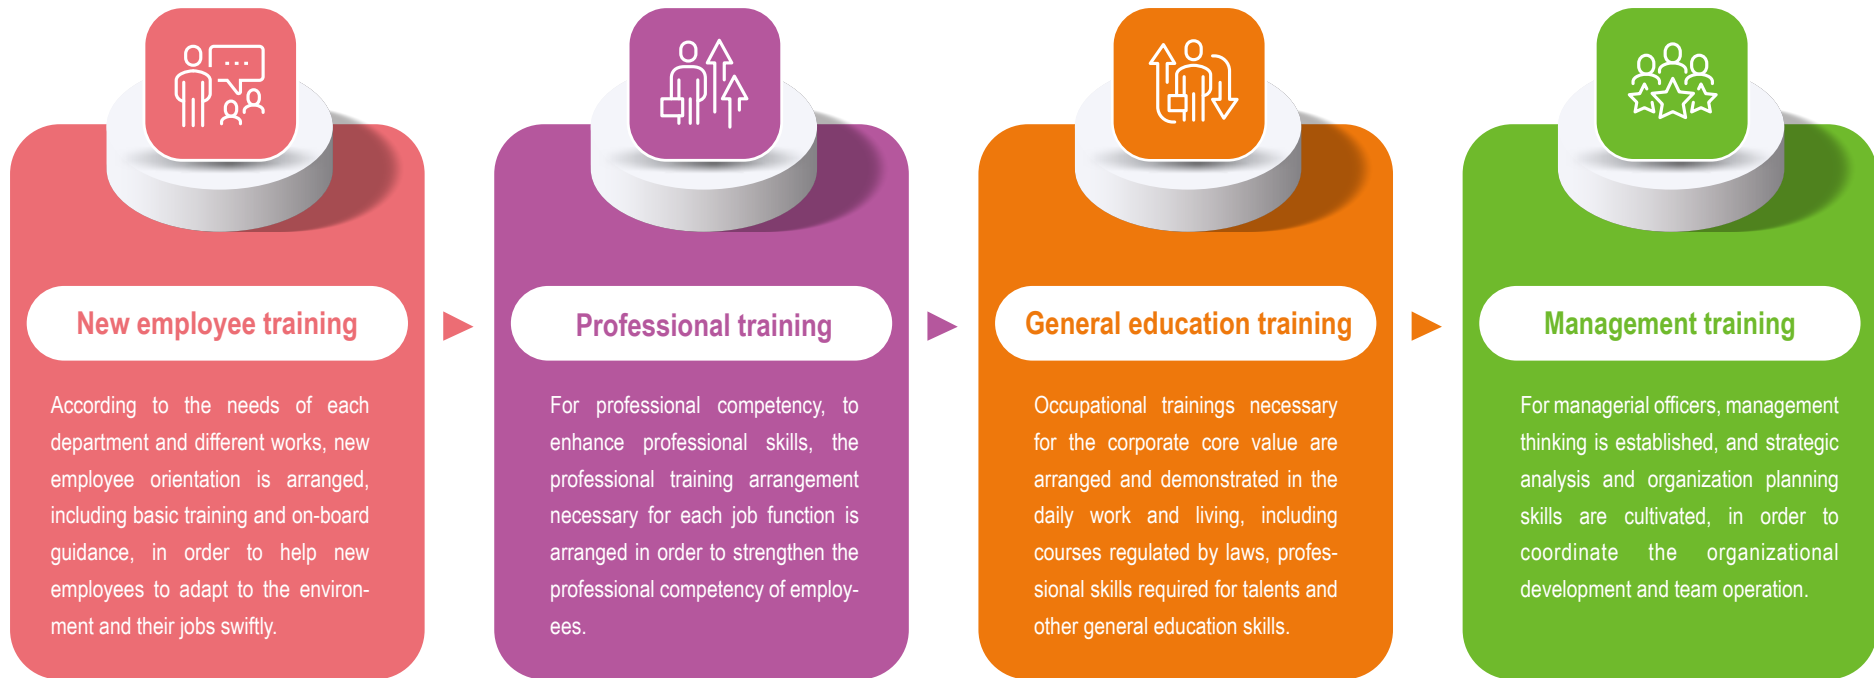 New employee training
According to the needs of each
department and different works, new
employee orientation is arranged,
including basic training and on-board
guidance, in order to help new
employees to adapt to the environ-
ment and their jobs swiftly.
Professional training
For professional competency, to
enhance professional skills, the
professional training arrangement
necessary for each job function is
arranged in order to strengthen the
professional competency of employ-
ees.
General education training
Occupational trainings necessary
for the corporate core value are
arranged and demonstrated in the
daily work and living, including
courses regulated by laws, profes-
sional skills required for talents and
other general education skills.
Management training
For managerial officers, management
thinking is established, and strategic
analysis and organization planning
skills are cultivated, in order to
coordinate the organizational
development and team operation.